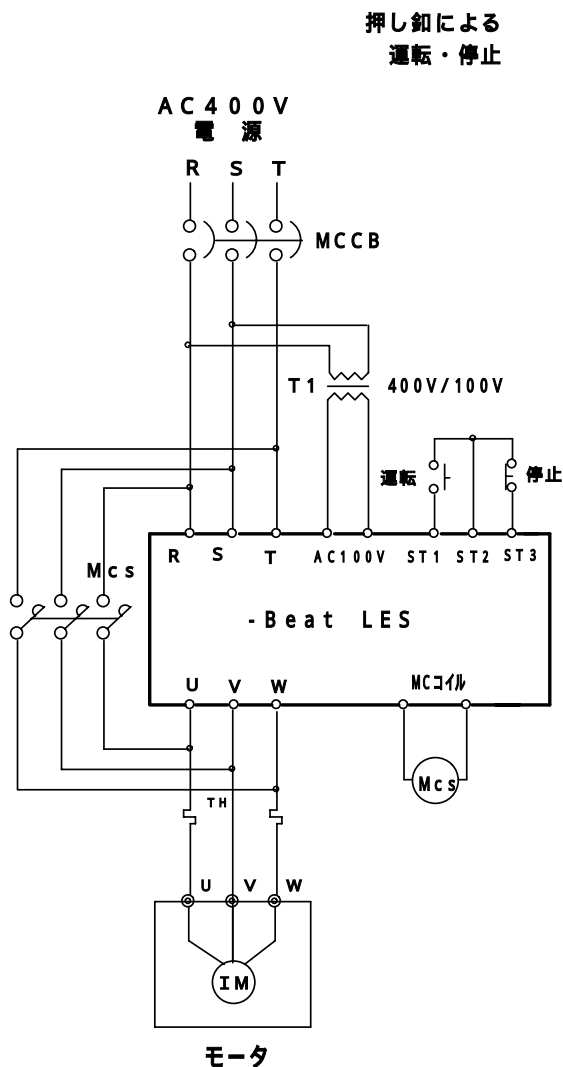 押し釦による
運転・停止
AC400V
電 源
R S T
MCCB
T1 400V/100V
運転 停止
R S T AC100V ST1 ST2 ST3
Mcs
-Beat LES
U V W MCコイル
Mcs
TH
U V W
IM
モータ